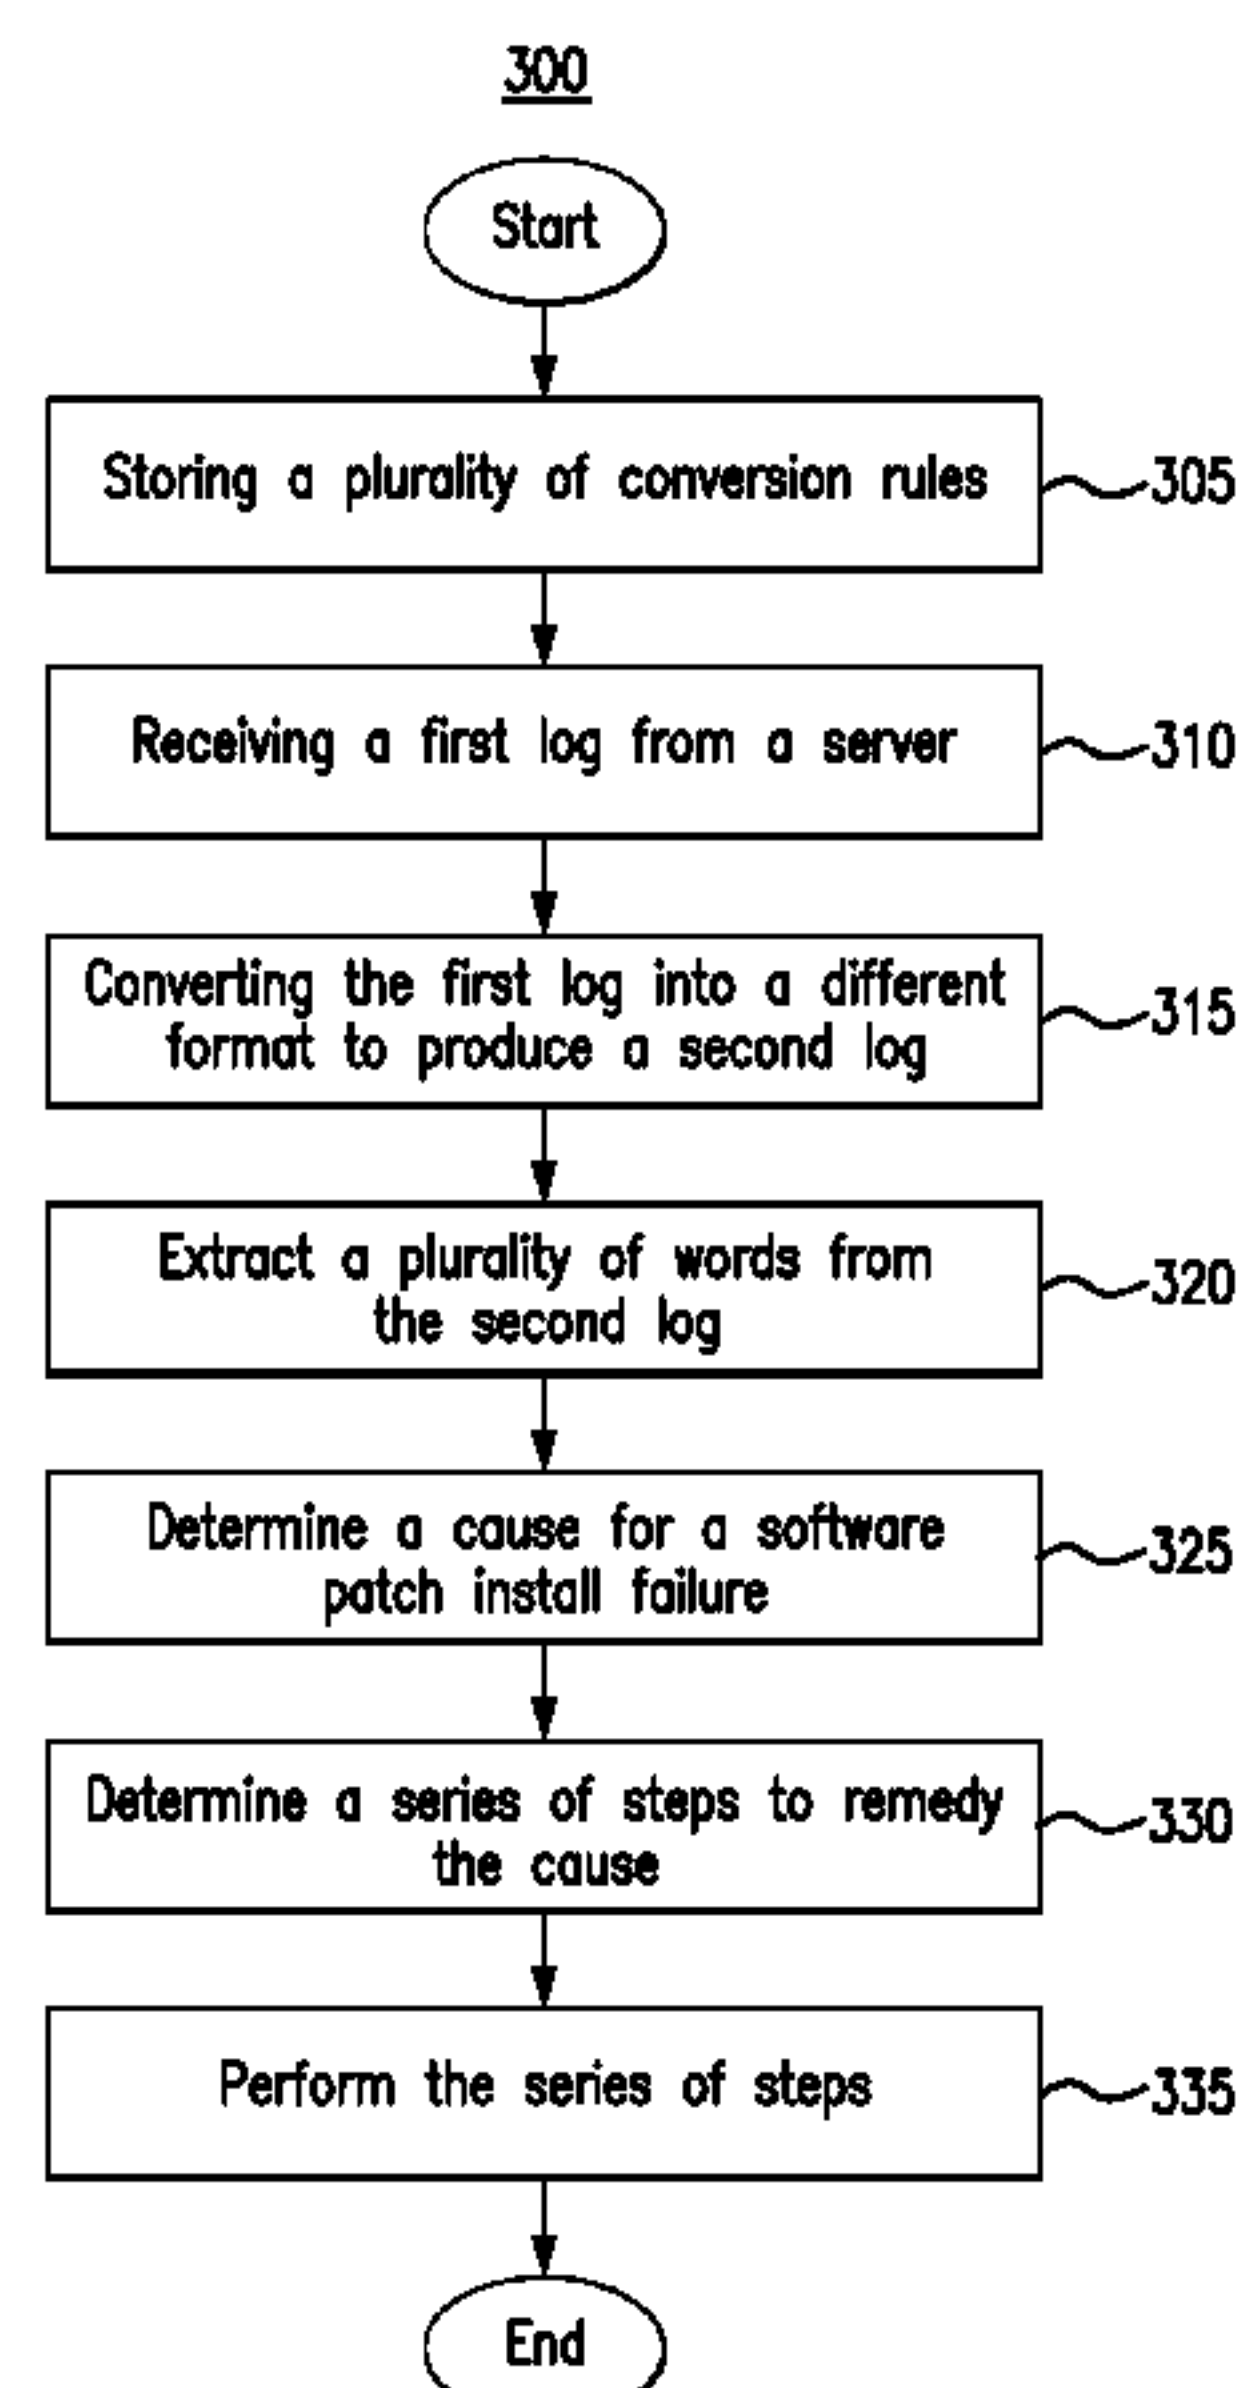 300
Start
Storing a plurality of conversion rules
305
Receiving a first log from a server
310
Converting the first log into a different
format to produce a second log
315
Extract a plurality of words from
the second log
320
Determine a cause for a software
patch install failure
325
Determine a series of steps to remedy
the cause
330
Perform the series of steps
335
End